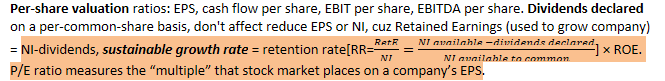 Per-share valuation ratios: EPS, cash flow per share, EBIT per share, EBITDA per share. Dividends declared
on a per-common-share basis, don't affect reduce EPS or NI, cuz Retained Earnings (used to grow company)
= NI-dividends, sustainable growth rate = retention rate[RR=RetE/NI = NI available −dividends declared/NI available to common] × ROE.
P/E ratio measures the “multiple” that stock market places on a company’s EPS.